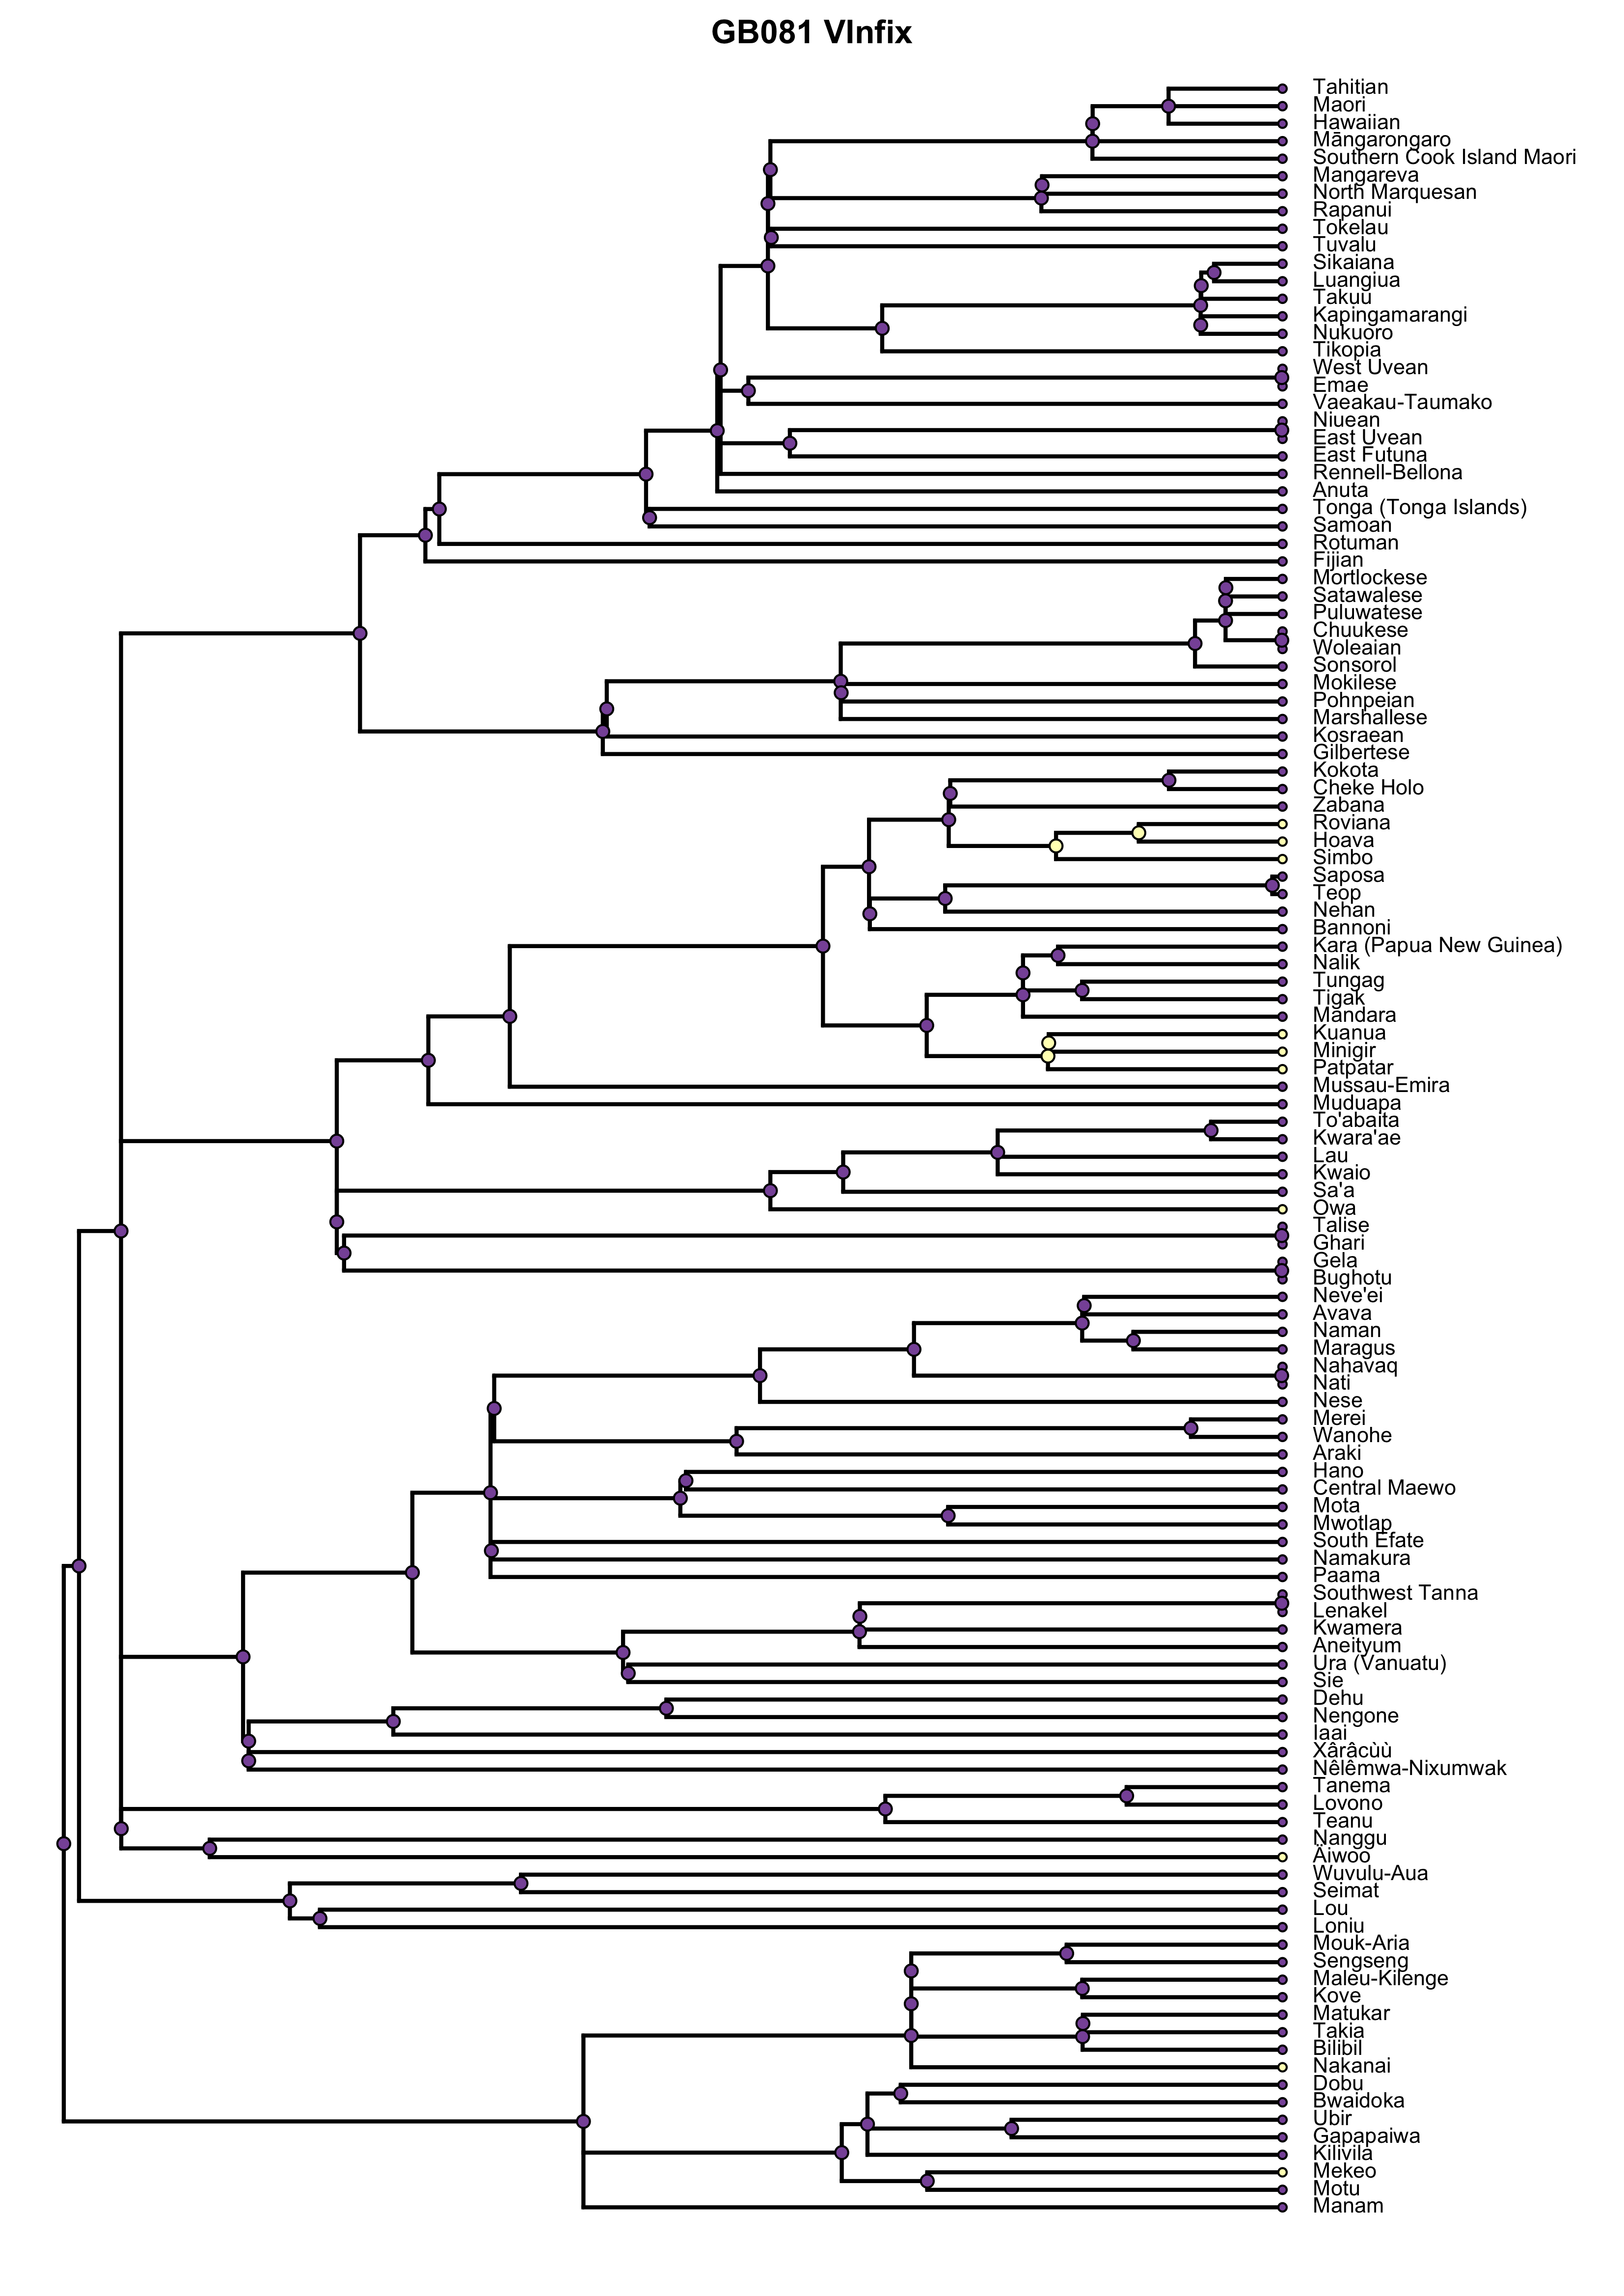 GB081 VInfix
Tahitian
Maori
Hawaiian
Māngarongaro
Southern Cook Island Maori
Mangareva
North Marquesan
Rapanui
Tokelau
Tuvalu
Sikaiana
Luangiua
Takuu
Kapingamarangi
Nukuoro
Tikopia
West Uvean
Emae
Vaeakau-Taumako
Niuean
East Uvean
East Futuna
Rennell-Bellona
Anuta
Tonga (Tonga Islands)
Samoan
Rotuman
Fijian
Mortlockese
Satawalese
Puluwatese
Chuukese
Woleaian
Sonsorol
Mokilese
Pohnpeian
Marshallese
Kosraean
Gilbertese
Kokota
Cheke Holo
Zabana
Roviana
Hoava
Simbo
Saposa
Teop
Nehan
Bannoni
Kara (Papua New Guinea)
Nalik
Tungag
Tigak
Mandara
Kuanua
Minigir
Patpatar
Mussau-Emira
Muduapa
To'abaita
Kwara'ae
Lau
Kwaio
Sa'a
Owa
Talise
Ghari
Gela
Bughotu
Neve'ei
Avava
Naman
Maragus
Nahavaq
Nati
Nese
Merei
Wanohe
Araki
Hano
Central Maewo
Mota
Mwotlap
South Efate
Namakura
Paama
Southwest Tanna
Lenakel
Kwamera
Aneityum
Ura (Vanuatu)
Sie
Dehu
Nengone
Iaai
Xârâcùù
Nêlêmwa-Nixumwak
Tanema
Lovono
Teanu
Nanggu
Äiwoo
Wuvulu-Aua
Seimat
Lou
Loniu
Mouk-Aria
Sengseng
Maleu-Kilenge
Kove
Matukar
Takia
Bilibil
Nakanai
Dobu
Bwaidoka
Ubir
Gapapaiwa
Kilivila
Mekeo
Motu
Manam